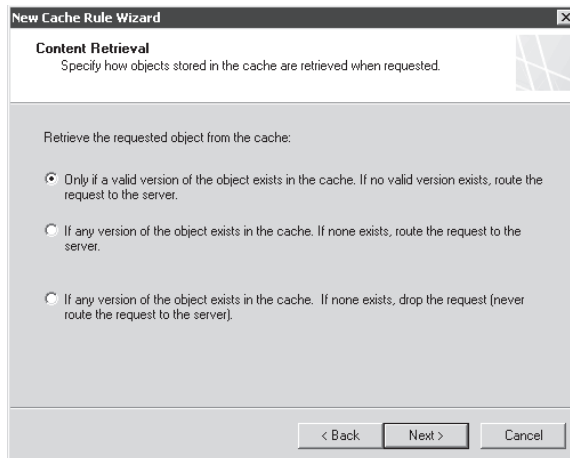 New Cache Rule Wizard
Content Retrieval
Specify how objects stored in the cache are retrieved when requested.
Retrieve the requested object from the cache:
Only if a valid version of the object exists in the cache. If no valid version exists, route the
request to the server.
If any version of the object exists in the cache. If none exists, route the request to the
server.
If any version of the object exists in the cache.  If none exists, drop the request (never
route the request to the server).
< Back
Next >
Cancel